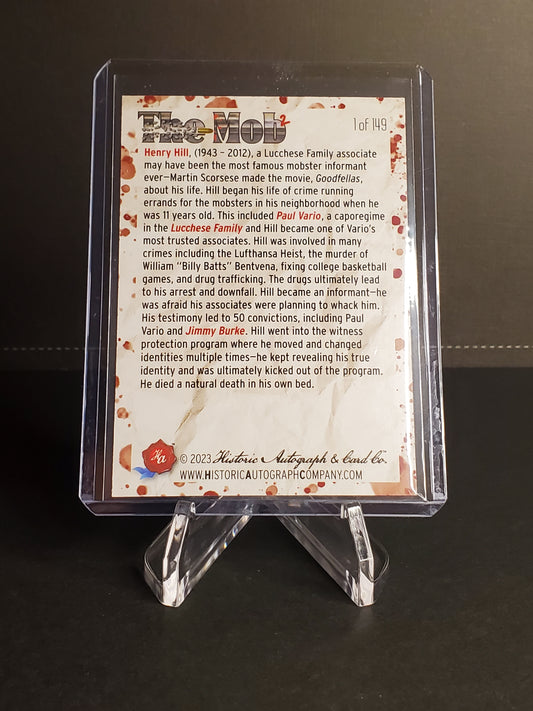 The Mob2
1 of 149
Henry Hill, (1943 – 2012), a Lucchese Family associate
may have been the most famous mobster informant
ever—Martin Scorsese made the movie, Goodfellas,
about his life. Hill began his life of crime running
errands for the mobsters in his neighborhood when he
was 11 years old. This included Paul Vario, a caporegime
in the Lucchese Family and Hill became one of Vario's
most trusted associates. Hill was involved in many
crimes including the Lufthansa Heist, the murder of
William "Billy Batts" Bentvena, fixing college basketball
games, and drug trafficking. The drugs ultimately lead
to his arrest and downfall. Hill became an informant—he
was afraid his associates were planning to whack him.
His testimony led to 50 convictions, including Paul
Vario and Jimmy Burke. Hill went into the witness
protection program where he moved and changed
identities multiple times—he kept revealing his true
identity and was ultimately kicked out of the program.
He died a natural death in his own bed.
Ha
© 2023 Historic Autograph & Card Co.
www.HistoricAutographCompany.com